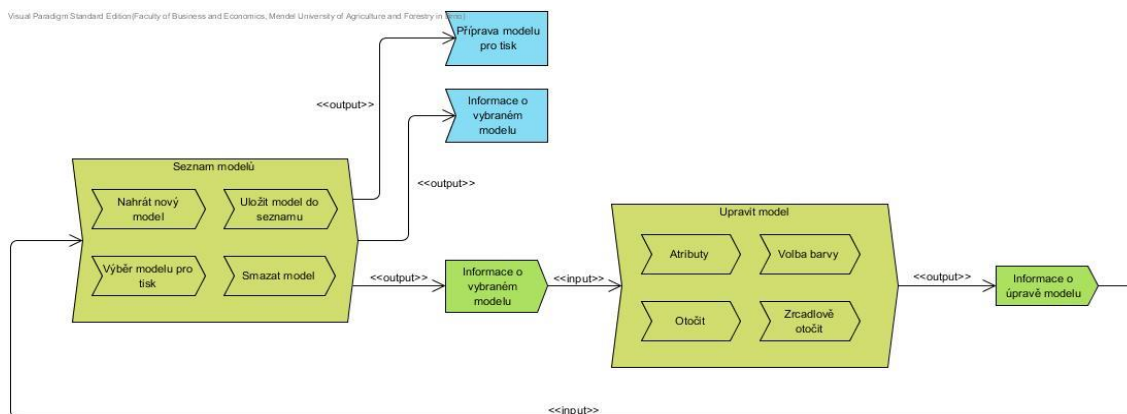 Visual Paradigm Standard Edition(Faculty of Business and Economics, Mendel University of Agriculture and Forestry in Brno)
Příprava modelu
pro tisk
<<output>>
Informace o
vybraném
modelu
<<output>>
Seznam modelů
Nahrát nový
model
Uložit model do
seznamu
Výběr modelu pro
tisk
Smazat model
<<output>>
Informace o
vybraném
modelu
<<input>>
Upravit model
Atributy
Volba barvy
Otočit
Zrcadlově
otočit
<<output>>
Informace o
úpravě modelu
<<input>>